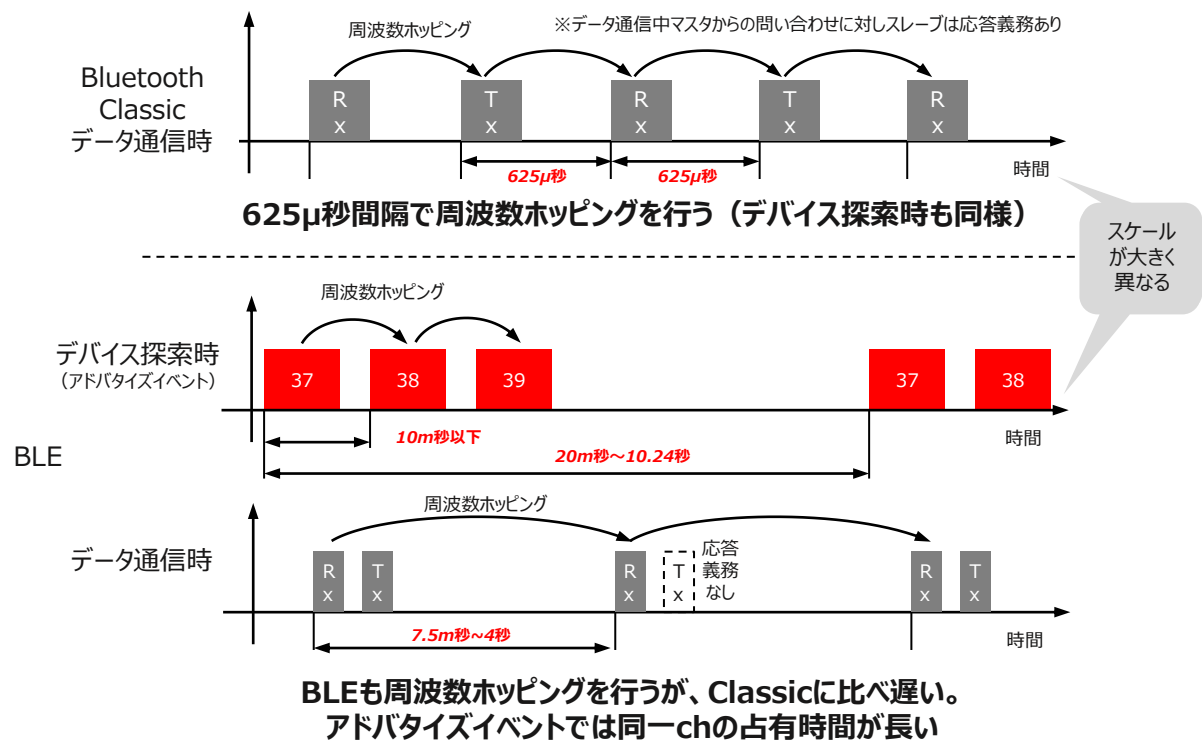 周波数ホッピング
※データ通信中マスタからの問い合わせに対しスレーブは応答義務あり
Bluetooth
Classic
データ通信時
R
x
T
x
R
x
T
x
R
x
625μ秒
625μ秒
時間
625μ秒間隔で周波数ホッピングを行う（デバイス探索時も同様）
スケール
が大きく
異なる
周波数ホッピング
デバイス探索時
（アドバタイズイベント）
37
38
39
37
38
10m秒以下
時間
20m秒～10.24秒
BLE
周波数ホッピング
データ通信時
R
x
T
x
R
x
T
x
応答
義務
なし
R
x
T
x
7.5m秒~4秒
時間
BLEも周波数ホッピングを行うが、Classicに比べ遅い。
アドバタイズイベントでは同一chの占有時間が長い